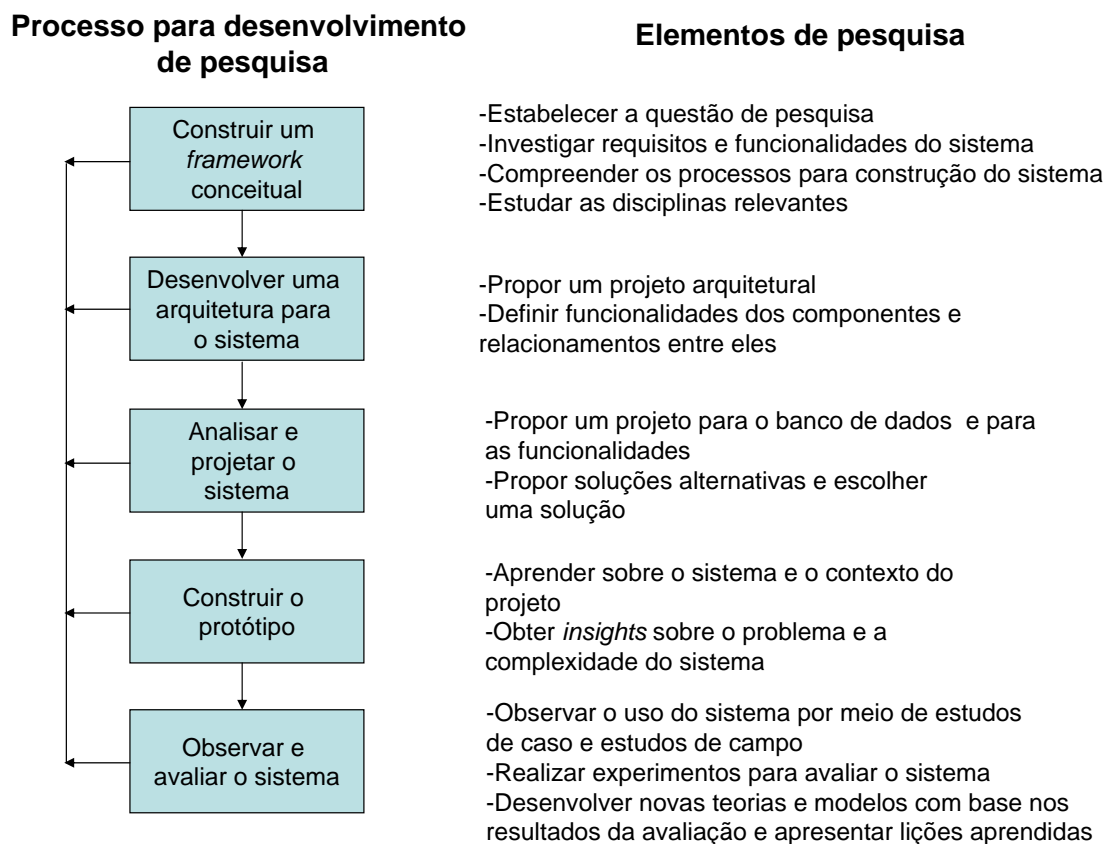 Processo para desenvolvimento
de pesquisa
Elementos de pesquisa
Construir um
framework
conceitual
-Estabelecer a questão de pesquisa
-Investigar requisitos e funcionalidades do sistema
-Compreender os processos para construção do sistema
-Estudar as disciplinas relevantes
Desenvolver uma
arquitetura para
o sistema
-Propor um projeto arquitetural
-Definir funcionalidades dos componentes e
relacionamentos entre eles
Analisar e
projetar o
sistema
-Propor um projeto para o banco de dados e para
as funcionalidades
-Propor soluções alternativas e escolher
uma solução
Construir o
protótipo
-Aprender sobre o sistema e o contexto do
projeto
-Obter insights sobre o problema e a
complexidade do sistema
Observar e
avaliar o sistema
-Observar o uso do sistema por meio de estudos
de caso e estudos de campo
-Realizar experimentos para avaliar o sistema
-Desenvolver novas teorias e modelos com base nos
resultados da avaliação e apresentar lições aprendidas